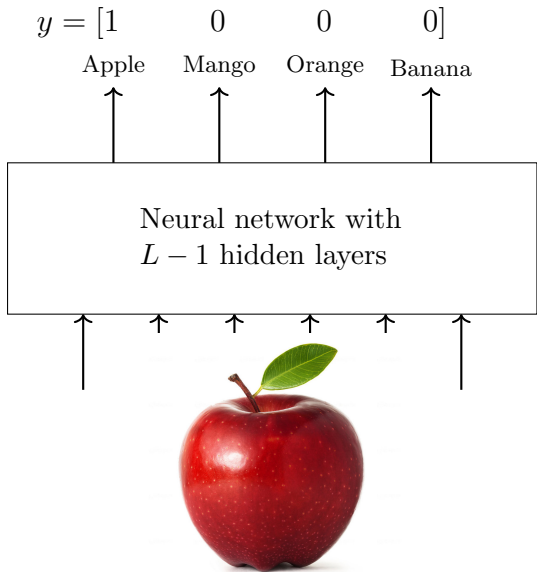 y = [1 0 0 0]
Apple Mango Orange Banana
Neural network with
L − 1 hidden layers